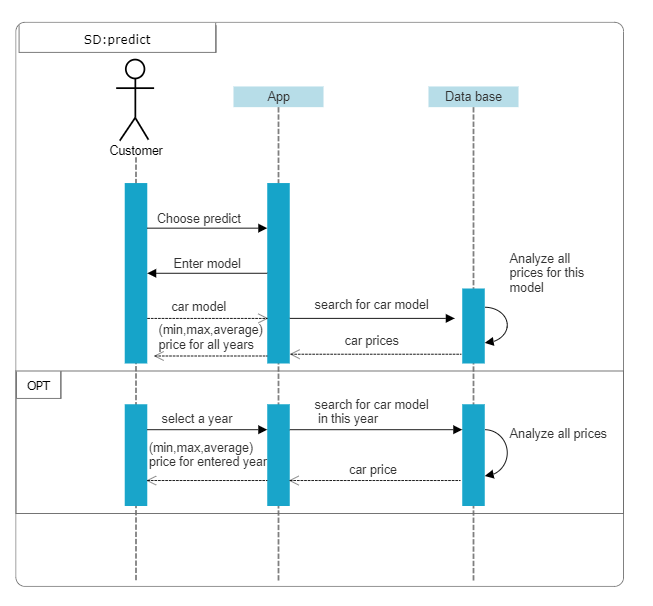 SD:predict
App
Data base
Customer
Choose predict
Enter model
Analyze all
prices for this
model
car model
search for car model
(min,max,average)
price for all years
car prices
OPT
select a year
search for car model
in this year
Analyze all prices
(min,max,average)
price for entered year
car price